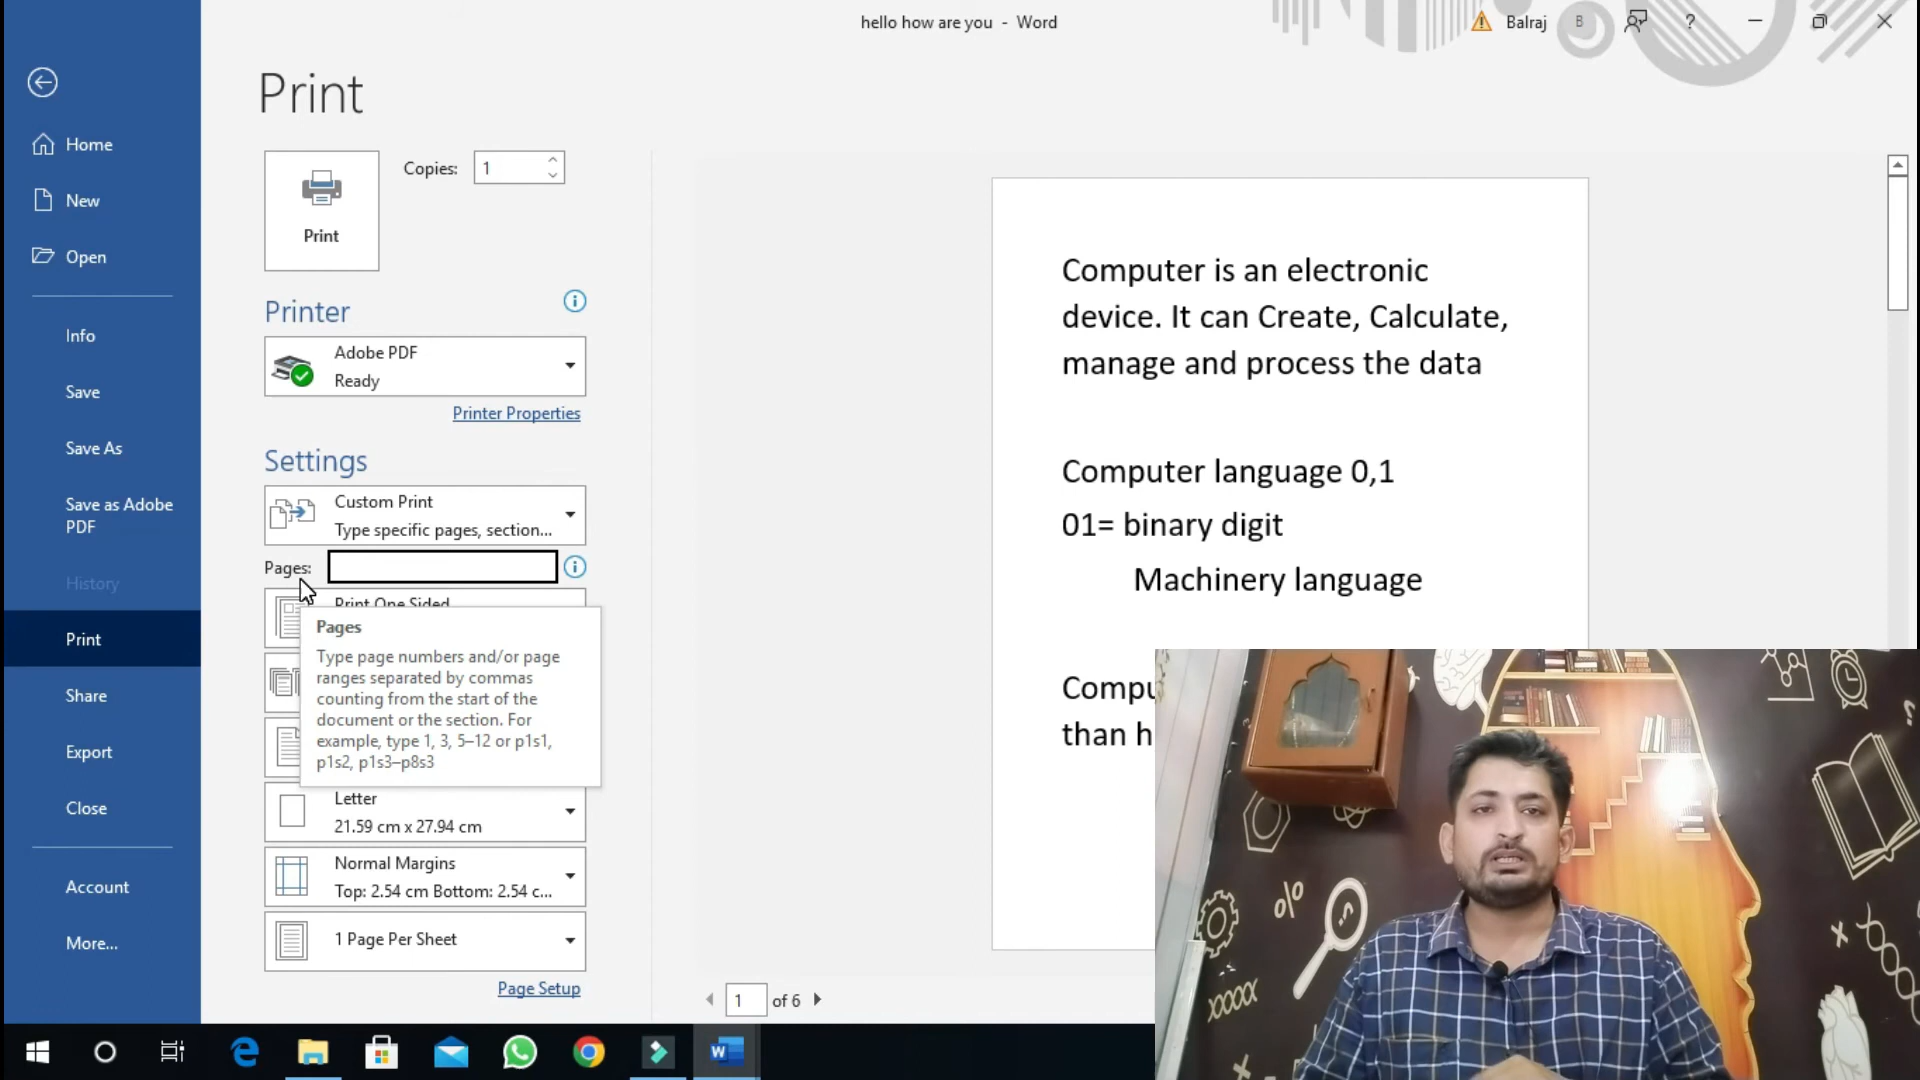 hello how are you - Word
Balraj
B
?
Print
Home
New
Open
Info
Save
Save As
Save as Adobe
PDF
History
Print
Share
Export
Close
Account
More...
Print
Copies: 1
Printer
Adobe PDF
Ready
Printer Properties
Settings
Custom Print
Type specific pages, section...
Pages:
Print One Sided
Pages
Type page numbers and/or page
ranges separated by commas
counting from the start of the
document or the section. For
example, type 1, 3, 5–12 or p1s1,
p1s2, p1s3–p8s3
Letter
21.59 cm x 27.94 cm
Normal Margins
Top: 2.54 cm Bottom: 2.54 c...
1 Page Per Sheet
Page Setup
Computer is an electronic
device. It can Create, Calculate,
manage and process the data
Computer language 0,1
01= binary digit
Machinery language
Compu
than h
1 of 6
%